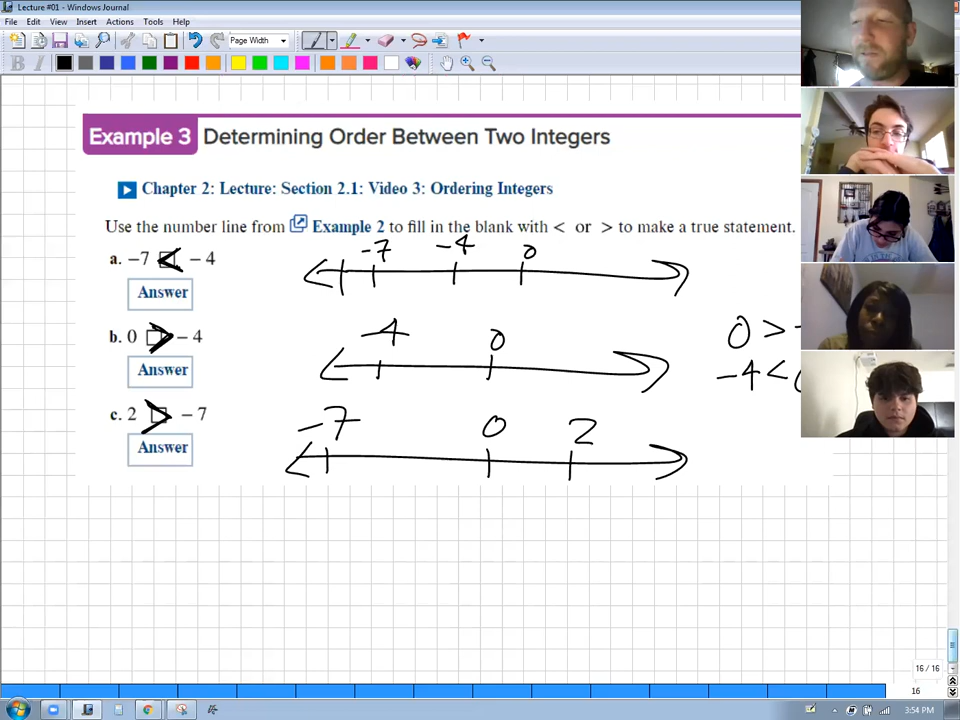 Lecture #01 - Windows Journal
File Edit View Insert Actions Tools Help
Page Width
B I
Example 3 Determining Order Between Two Integers
Chapter 2: Lecture: Section 2.1: Video 3: Ordering Integers
Use the number line from Example 2 to fill in the blank with < or > to make a true statement.
-7 -4 0
a. −7 < − 4
Answer
-4 0
0 >
b. 0 > − 4
Answer
-4 <
-7 0 2
c. 2 > − 7
Answer
16 / 16
16
3:54 PM